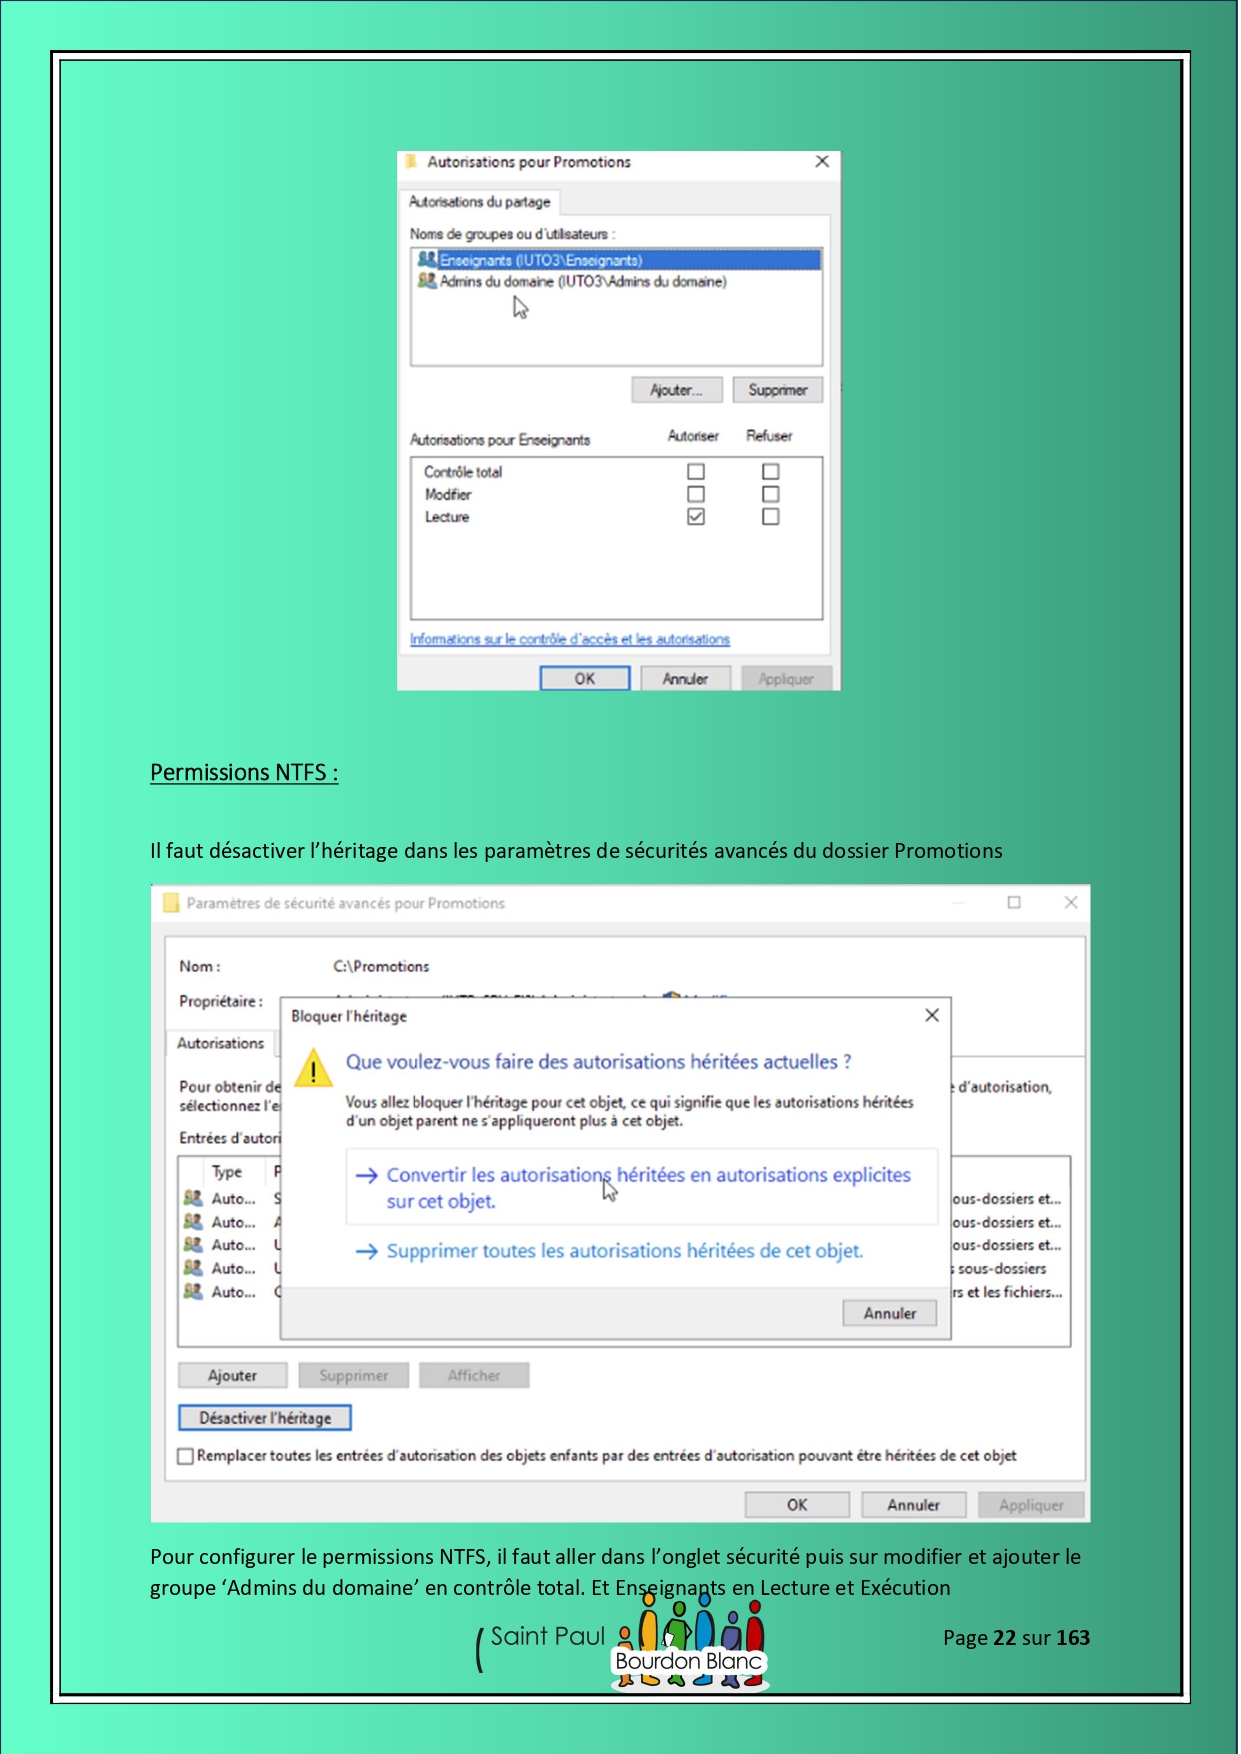 Autorisations pour Promotions
Autorisations du partage
Noms de groupes ou d'utilisateurs :
Enseignants (IUTO3\Enseignants)
Admins du domaine (IUTO3\Admins du domaine)
Ajouter... Supprimer
Autorisations pour Enseignants Autoriser Refuser
Contrôle total
Modifier
Lecture
Informations sur le contrôle d'accès et les autorisations
OK Annuler Appliquer
Permissions NTFS :
Il faut désactiver l'héritage dans les paramètres de sécurités avancés du dossier Promotions
Paramètres de sécurité avancés pour Promotions
Nom : C:\Promotions
Propriétaire :
Bloquer l'héritage
Autorisations
Que voulez-vous faire des autorisations héritées actuelles ?
Pour obtenir de d'autorisation,
sélectionnez l'e
Vous allez bloquer l'héritage pour cet objet, ce qui signifie que les autorisations héritées
d'un objet parent ne s'appliqueront plus à cet objet.
Entrées d'autori
Type P
Convertir les autorisations héritées en autorisations explicites
sur cet objet.
Auto... S ous-dossiers et...
Auto... A ous-dossiers et...
Auto... U ous-dossiers et...
Auto... U s sous-dossiers
Auto... C rs et les fichiers...
Supprimer toutes les autorisations héritées de cet objet.
Annuler
Ajouter Supprimer Afficher
Désactiver l'héritage
Remplacer toutes les entrées d'autorisation des objets enfants par des entrées d'autorisation pouvant être héritées de cet objet
OK Annuler Appliquer
Pour configurer le permissions NTFS, il faut aller dans l'onglet sécurité puis sur modifier et ajouter le
groupe 'Admins du domaine' en contrôle total. Et Enseignants en Lecture et Exécution
Saint Paul
Bourdon Blanc
Page 22 sur 163